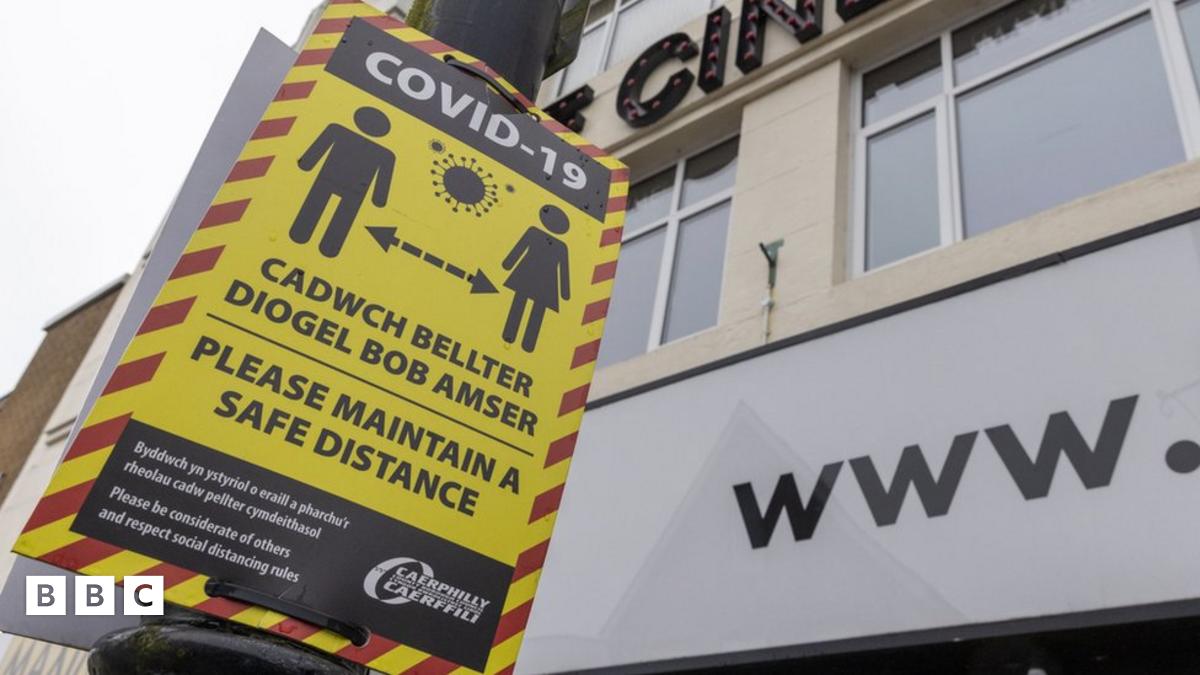 COVID-19
CADWCH BELLTER
DIOGEL BOB AMSER
PLEASE MAINTAIN A
SAFE DISTANCE
Byddwch yn ystyriol o eraill a pharchu'r
rheolau cadw pellter cymdeithasol
Please be considerate of others
and respect social distancing rules
CAERPHILLY
CAERFFILI
CIN
www.
BBC